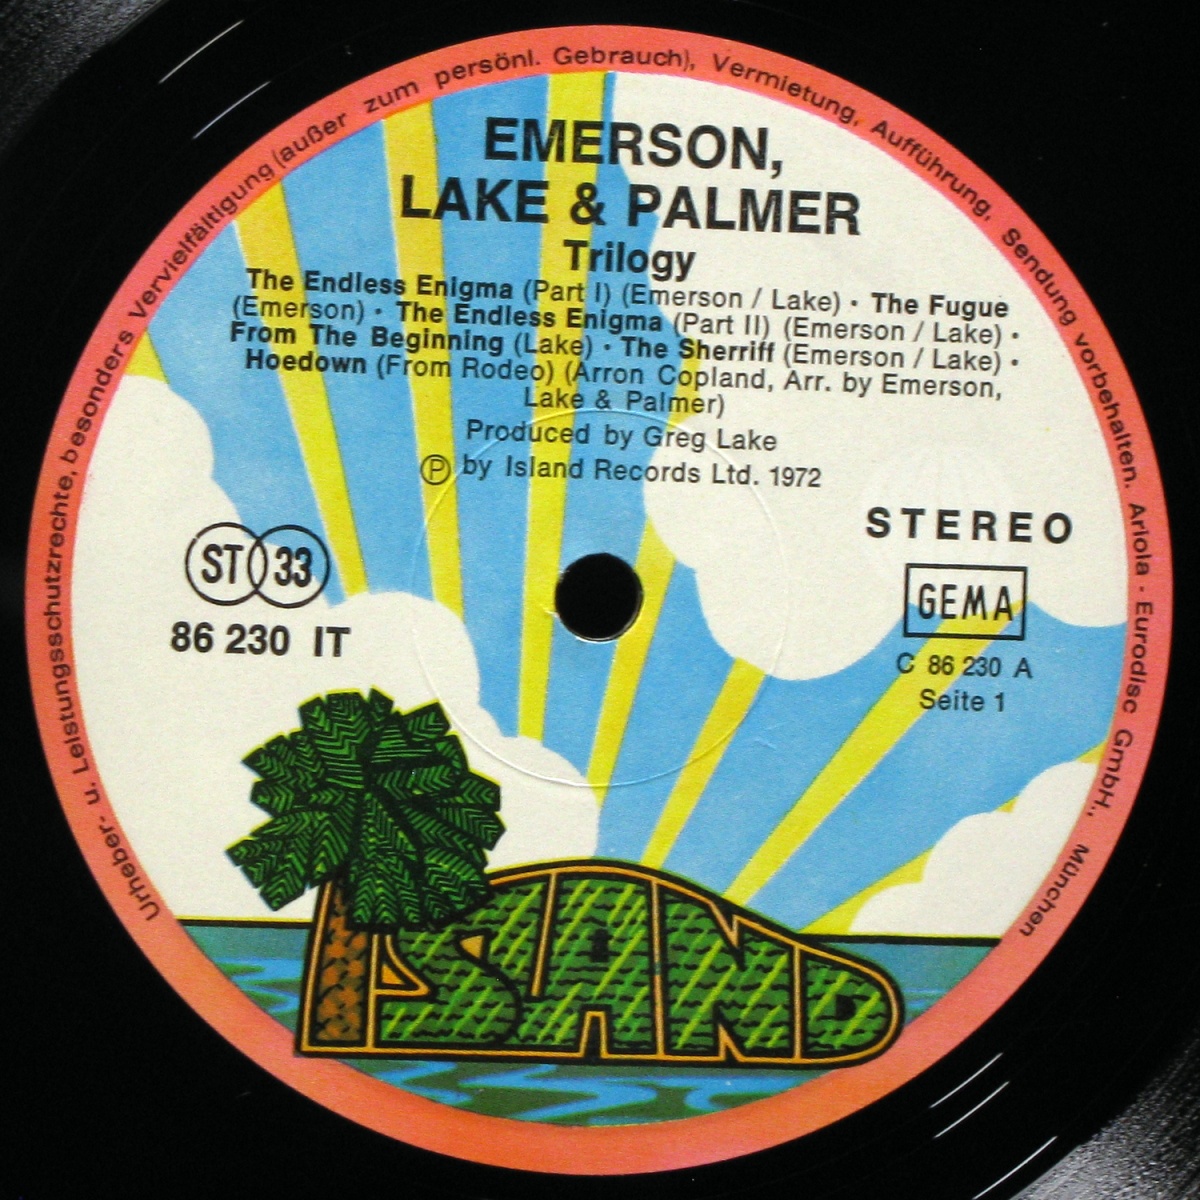 Urheber- u. Leistungsschutzrechte, besonders Vervielfältigung (außer zum persönl. Gebrauch), Vermietung, Aufführung, Sendung vorbehalten. Ariola - Eurodisc GmbH., München
EMERSON,
LAKE & PALMER
Trilogy
The Endless Enigma (Part I) (Emerson / Lake) • The Fugue
(Emerson) • The Endless Enigma (Part II) (Emerson / Lake) •
From The Beginning (Lake) • The Sherriff (Emerson / Lake) •
Hoedown (From Rodeo) (Arron Copland, Arr. by Emerson,
Lake & Palmer)
Produced by Greg Lake
Ⓟ by Island Records Ltd. 1972
STEREO
ST 33
GEMA
86 230 IT
C 86 230 A
Seite 1
ISLAND